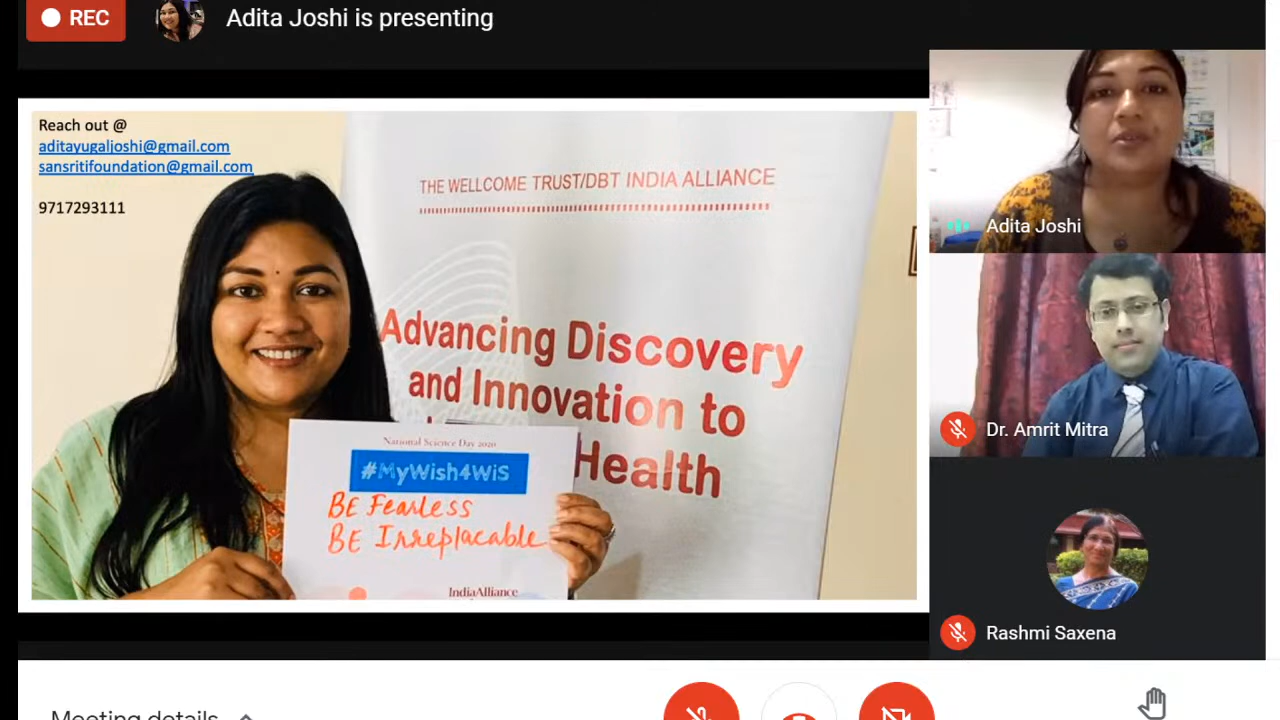 REC
Adita Joshi is presenting
Reach out @
aditayugaljoshi@gmail.com
sansritifoundation@gmail.com
9717293111
THE WELLCOME TRUST/DBT INDIA ALLIANCE
Advancing Discovery
and Innovation to
Health
National Science Day 2020
#MyWish4WiS
BE Fearless
BE Irreplacable
IndiaAlliance
Adita Joshi
Dr. Amrit Mitra
Rashmi Saxena
Meeting details